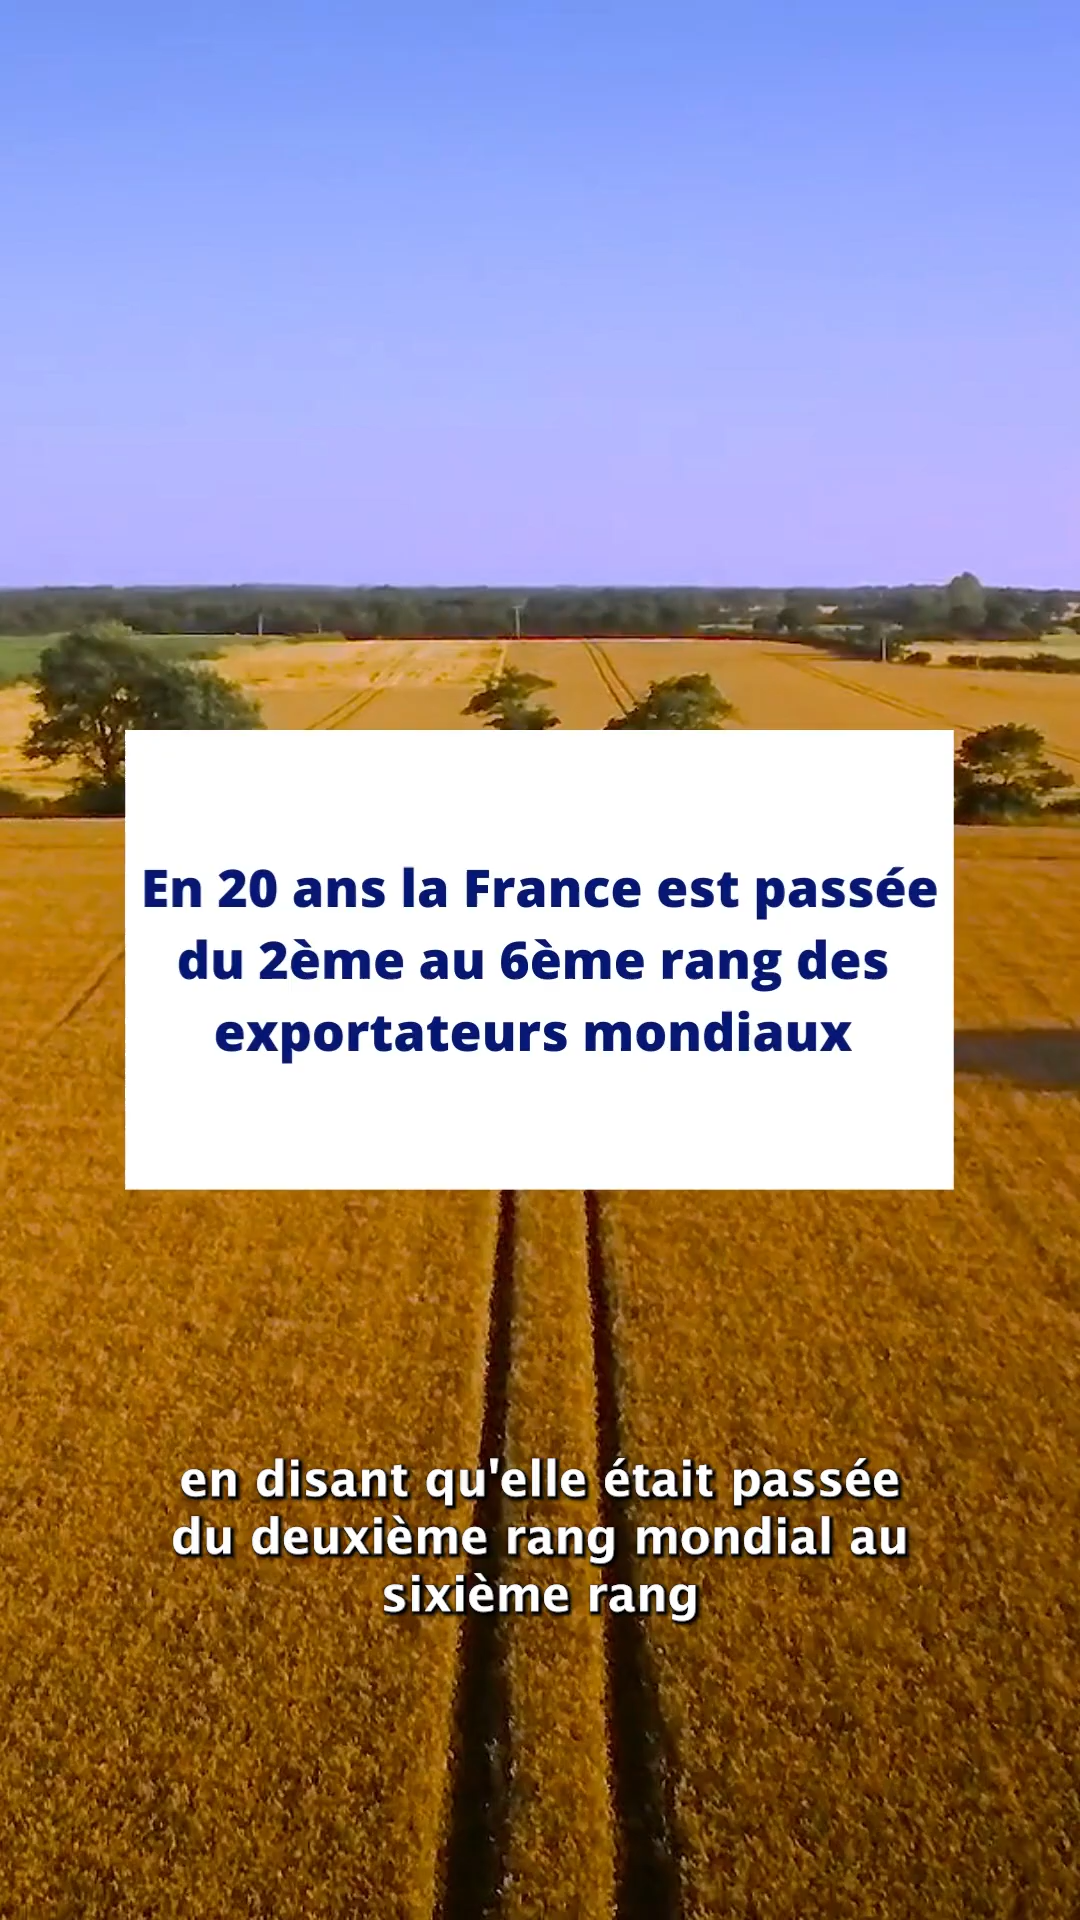 En 20 ans la France est passée
du 2ème au 6ème rang des
exportateurs mondiaux
en disant qu'elle était passée
du deuxième rang mondial au
sixième rang